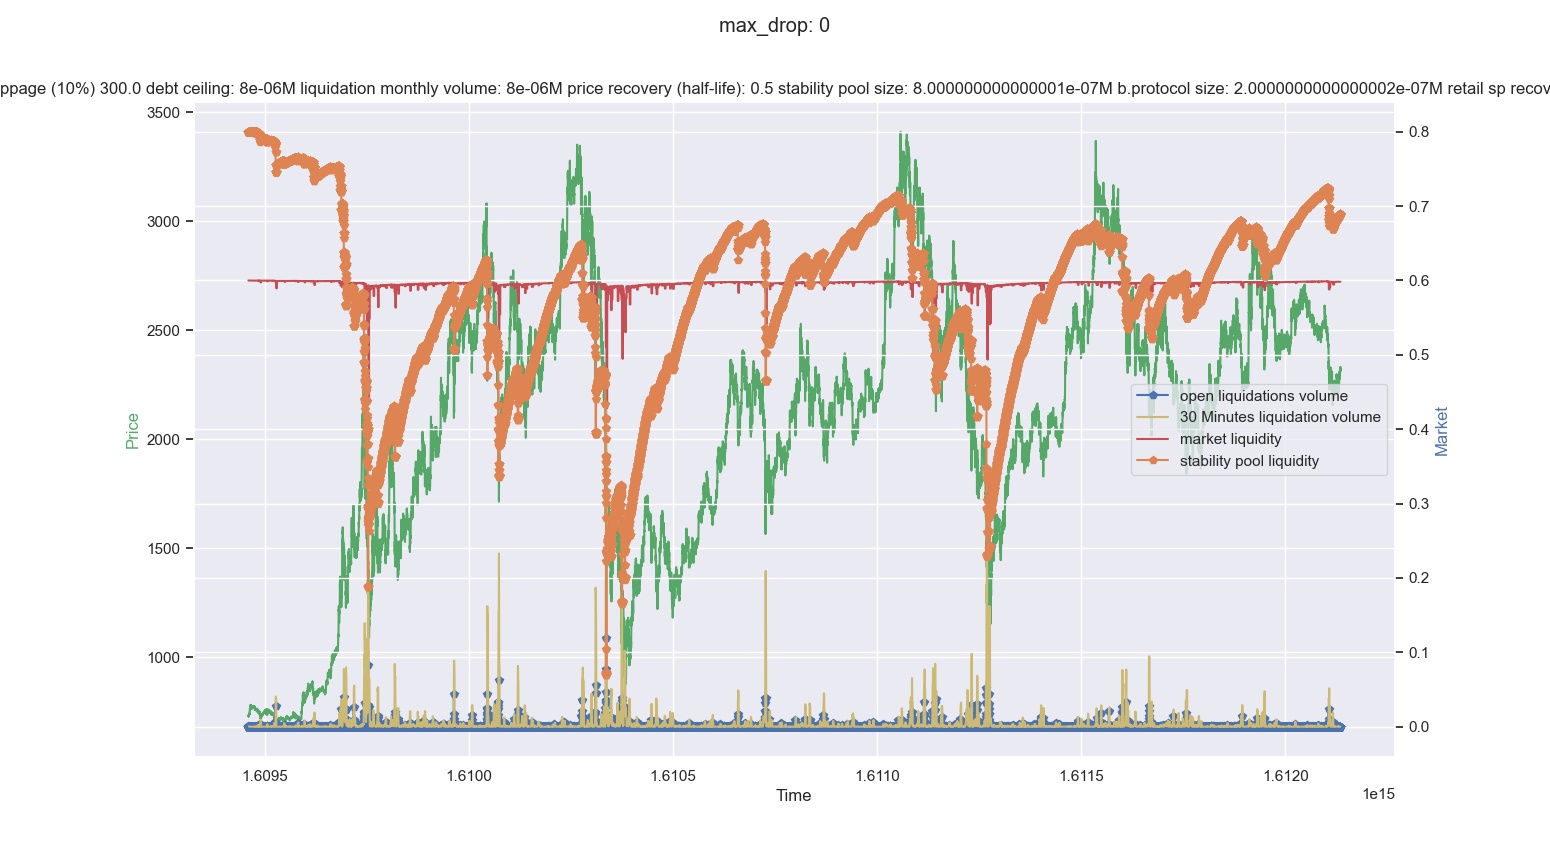 max_drop: 0
ppage (10%) 300.0 debt ceiling: 8e-06M liquidation monthly volume: 8e-06M price recovery (half-life): 0.5 stability pool size: 8.000000000000001e-07M b.protocol size: 2.0000000000000002e-07M retail sp recov
3500
3000
2500
2000
1500
1000
Price
0.8
0.7
0.6
0.5
0.4
0.3
0.2
0.1
0.0
Market
open liquidations volume
30 Minutes liquidation volume
market liquidity
stability pool liquidity
1.6095 1.6100 1.6105 1.6110 1.6115 1.6120
1e15
Time